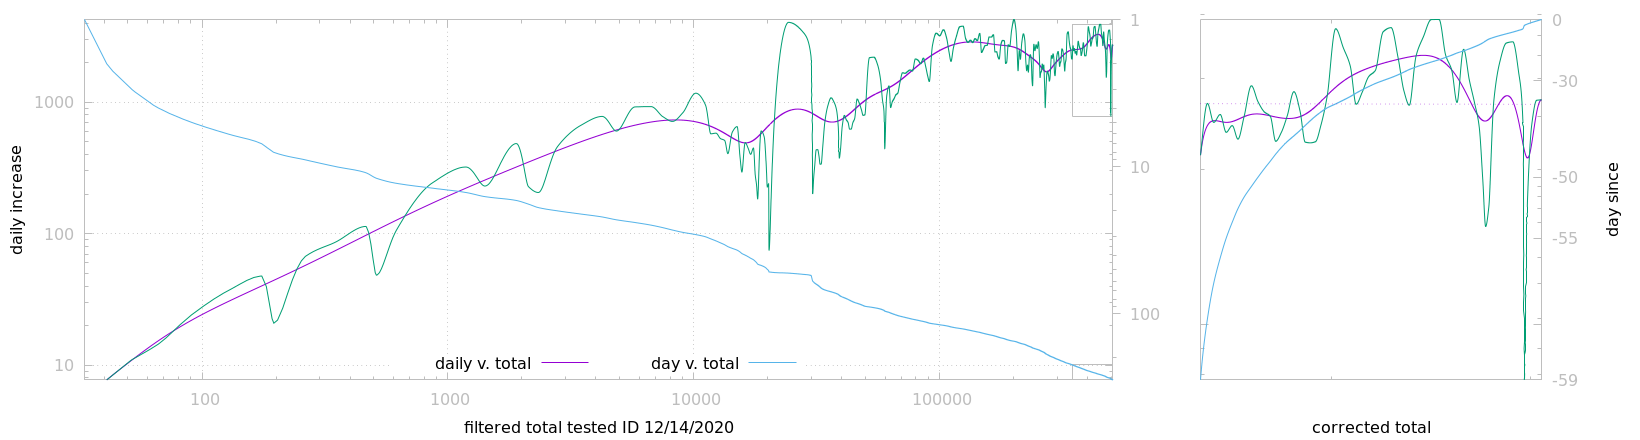 daily increase
1000
100
10
100
1000
10000
100000
filtered total tested ID 12/14/2020
daily v. total
day v. total
1
10
100
0
-30
-50
-55
-59
day since
corrected total